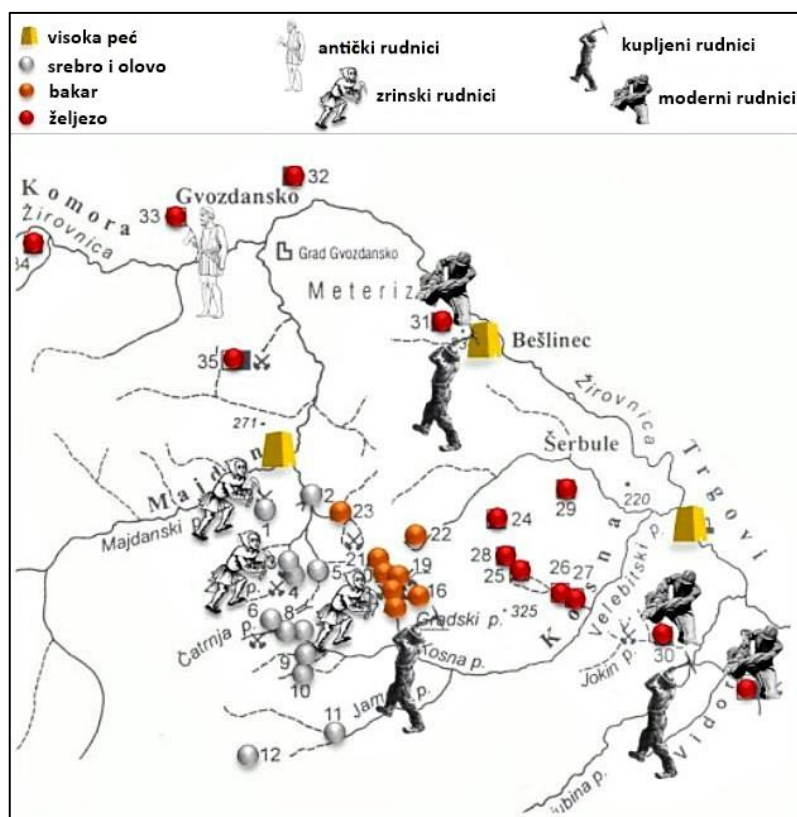 visoka peć
srebro i olovo
bakar
željezo
antički rudnici
zrinski rudnici
kupljeni rudnici
moderni rudnici
32
Komora
Gvozdansko
33
Žirovnica
34
Grad Gvozdansko
Meteriz
31
Bešlinec
35
Žirovnica
271
Šerbule
Trgovi
Majdan
220
2
23
29
24
1
22
Majdanski p.
21
19
28
3
5
25
26
27
4
16
6
8
Gradski p.
325
Kosna
Velebitski p.
Čatrnja p.
30
9
Kosna p.
Jokin p.
10
11
12